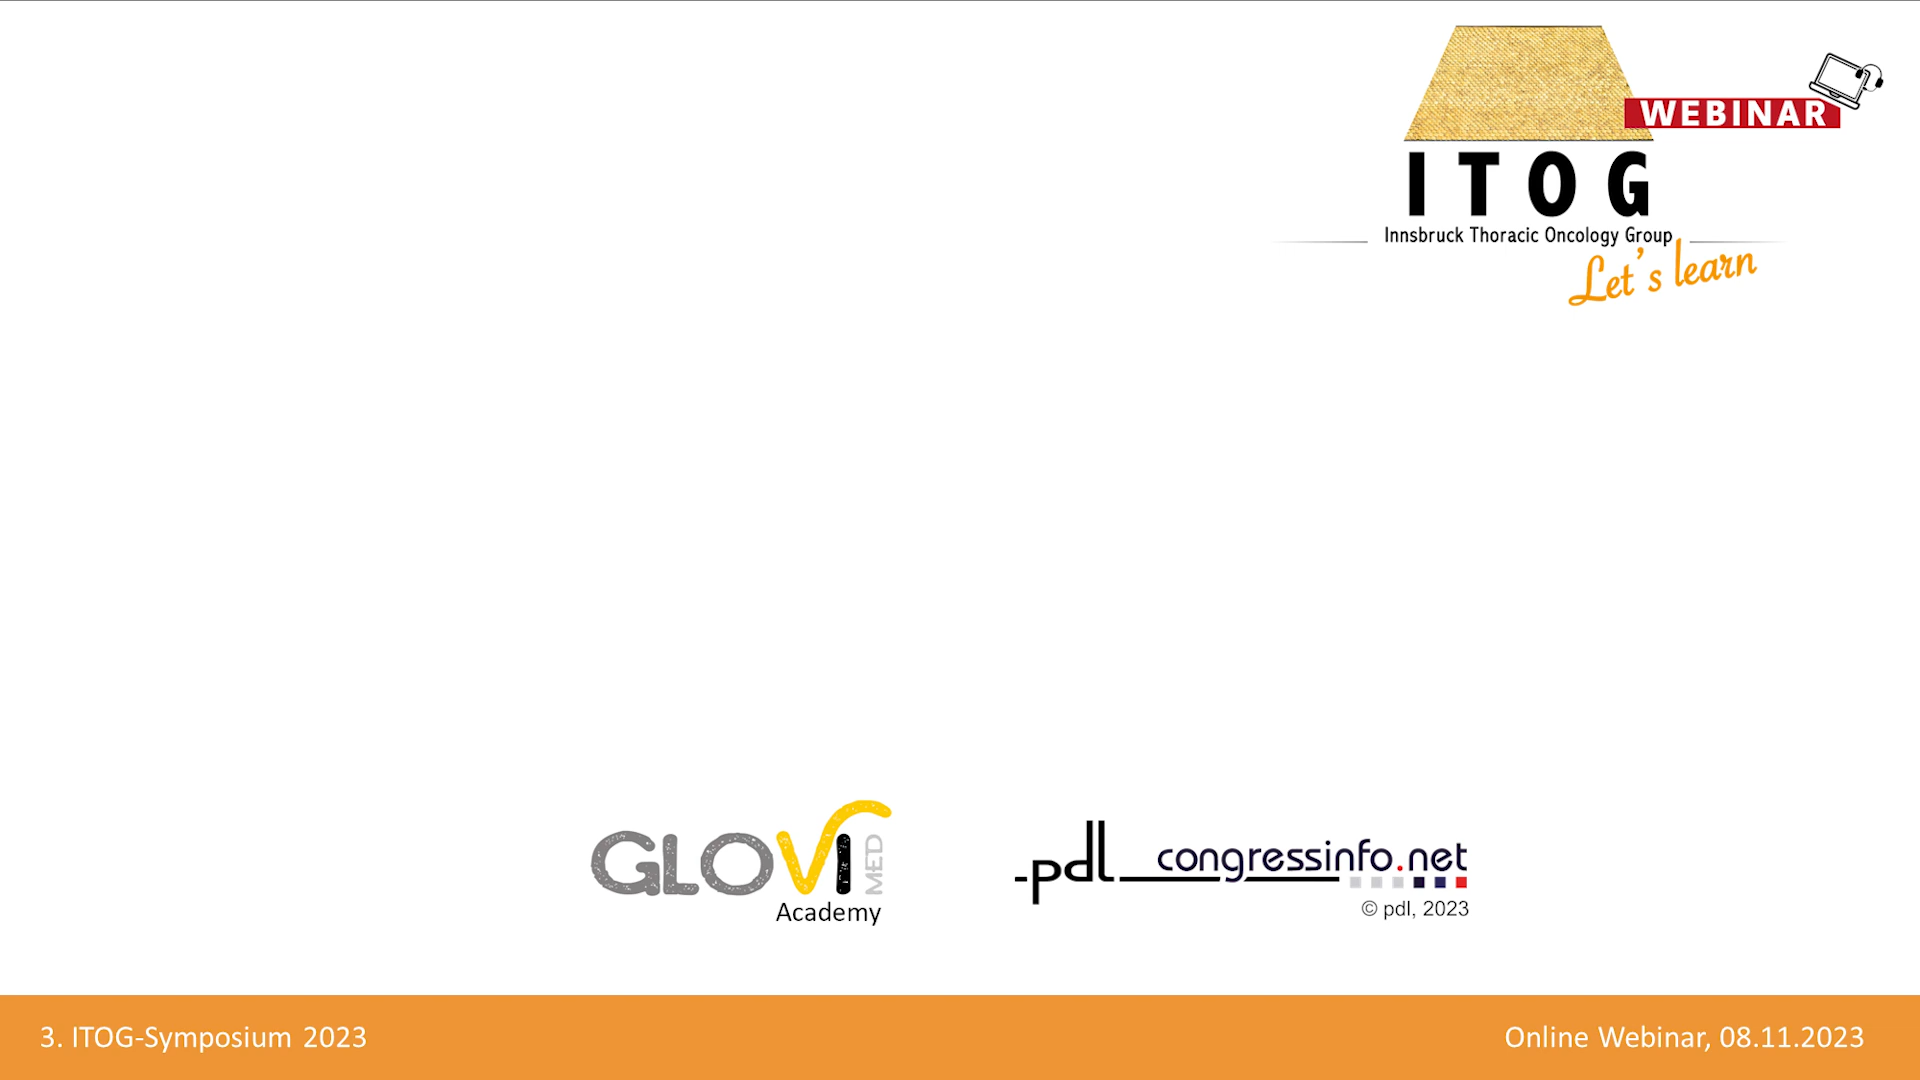 WEBINAR
ITOG
Innsbruck Thoracic Oncology Group
Let's learn
GLOVI MED
Academy
-pdl congressinfo.net
© pdl, 2023
3. ITOG-Symposium 2023
Online Webinar, 08.11.2023